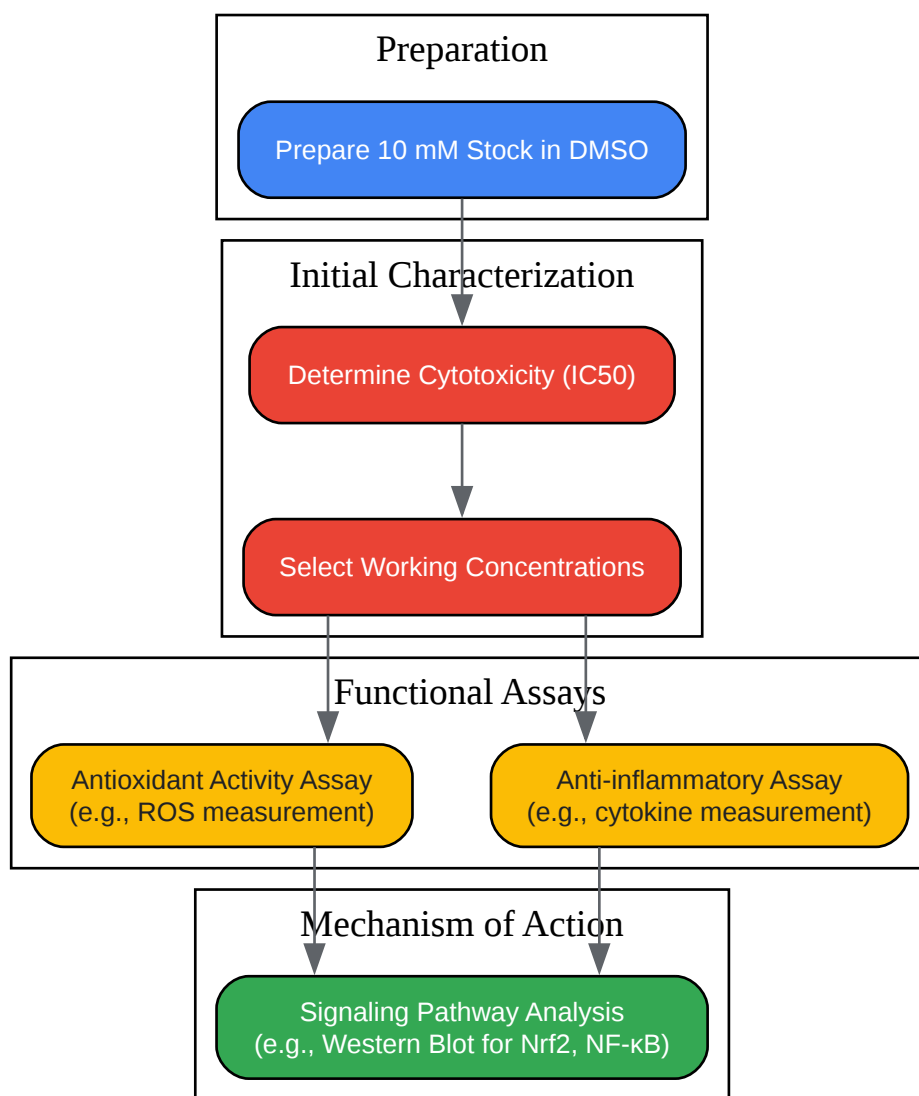 Preparation
Prepare 10 mM Stock in DMSO
Initial Characterization
Determine Cytotoxicity (IC50)
Select Working Concentrations
Functional Assays
Antioxidant Activity Assay
(e.g., ROS measurement)
Anti-inflammatory Assay
(e.g., cytokine measurement)
Mechanism of Action
Signaling Pathway Analysis
(e.g., Western Blot for Nrf2, NF-κB)